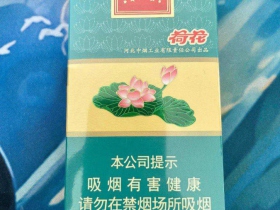 荷花
河北中烟工业有限责任公司出品
本公司提示
吸烟有害健康
请勿在禁烟场所吸烟